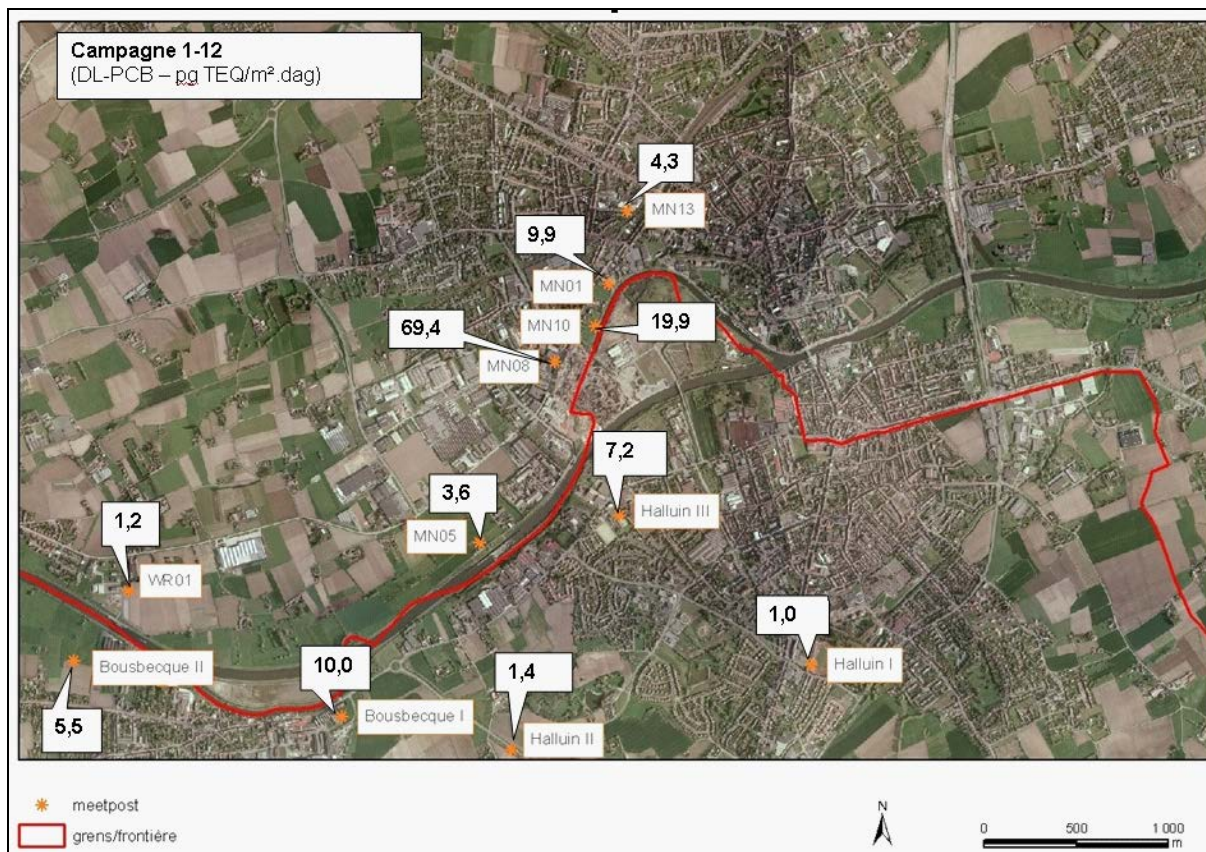 Campagne 1-12
(DL-PCB – pg TEQ/m².dag)
4,3
MN13
9,9
MN01
MN10
19,9
69,4
MN08
7,2
Halluin III
3,6
MN05
1,2
WR01
1,0
Halluin I
Bousbecque II
5,5
10,0
Bousbecque I
1,4
Halluin II
meetpost
grens/frontière
N
0 500 1 000
m